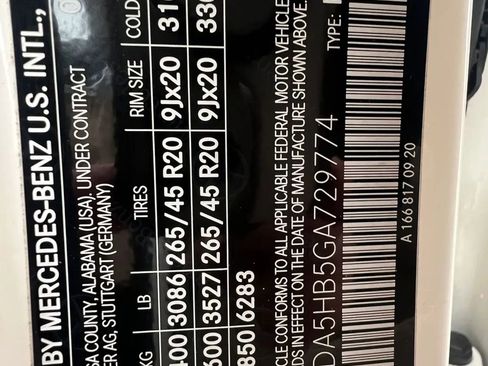 BY MERCEDES-BENZ U.S. INTL.,
SA COUNTY, ALABAMA (USA), UNDER CONTRACT
ER AG, STUTTGART (GERMANY)
KG LB TIRES RIM SIZE COLD
400 3086 265/45 R20 9Jx20 310
600 3527 265/45 R20 9Jx20 330
850 6283
CLE CONFORMS TO ALL APPLICABLE FEDERAL MOTOR VEHICLE
DS IN EFFECT ON THE DATE OF MANUFACTURE SHOWN ABOVE.
DA5HB5GA729774 TYPE:
A 166 817 09 20